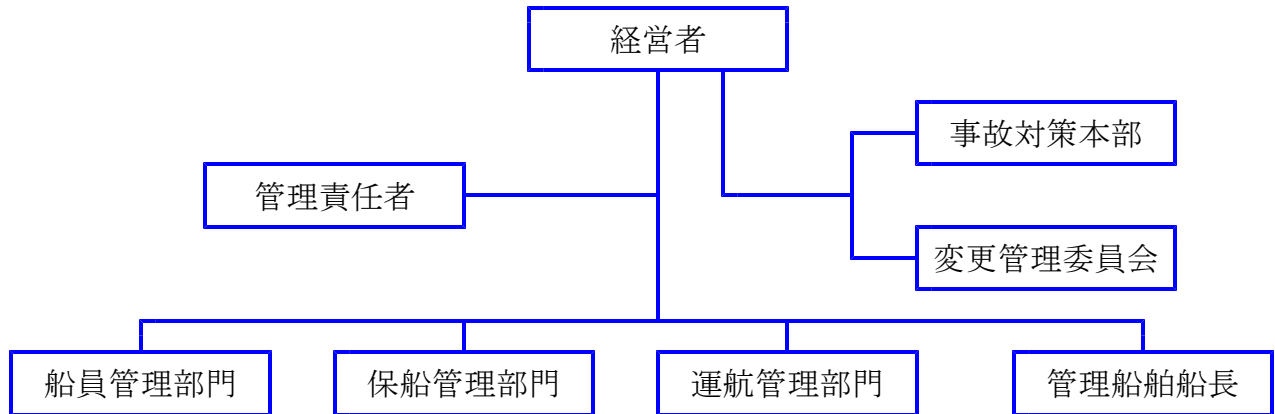 経営者
事故対策本部
管理責任者
変更管理委員会
船員管理部門
保船管理部門
運航管理部門
管理船舶船長